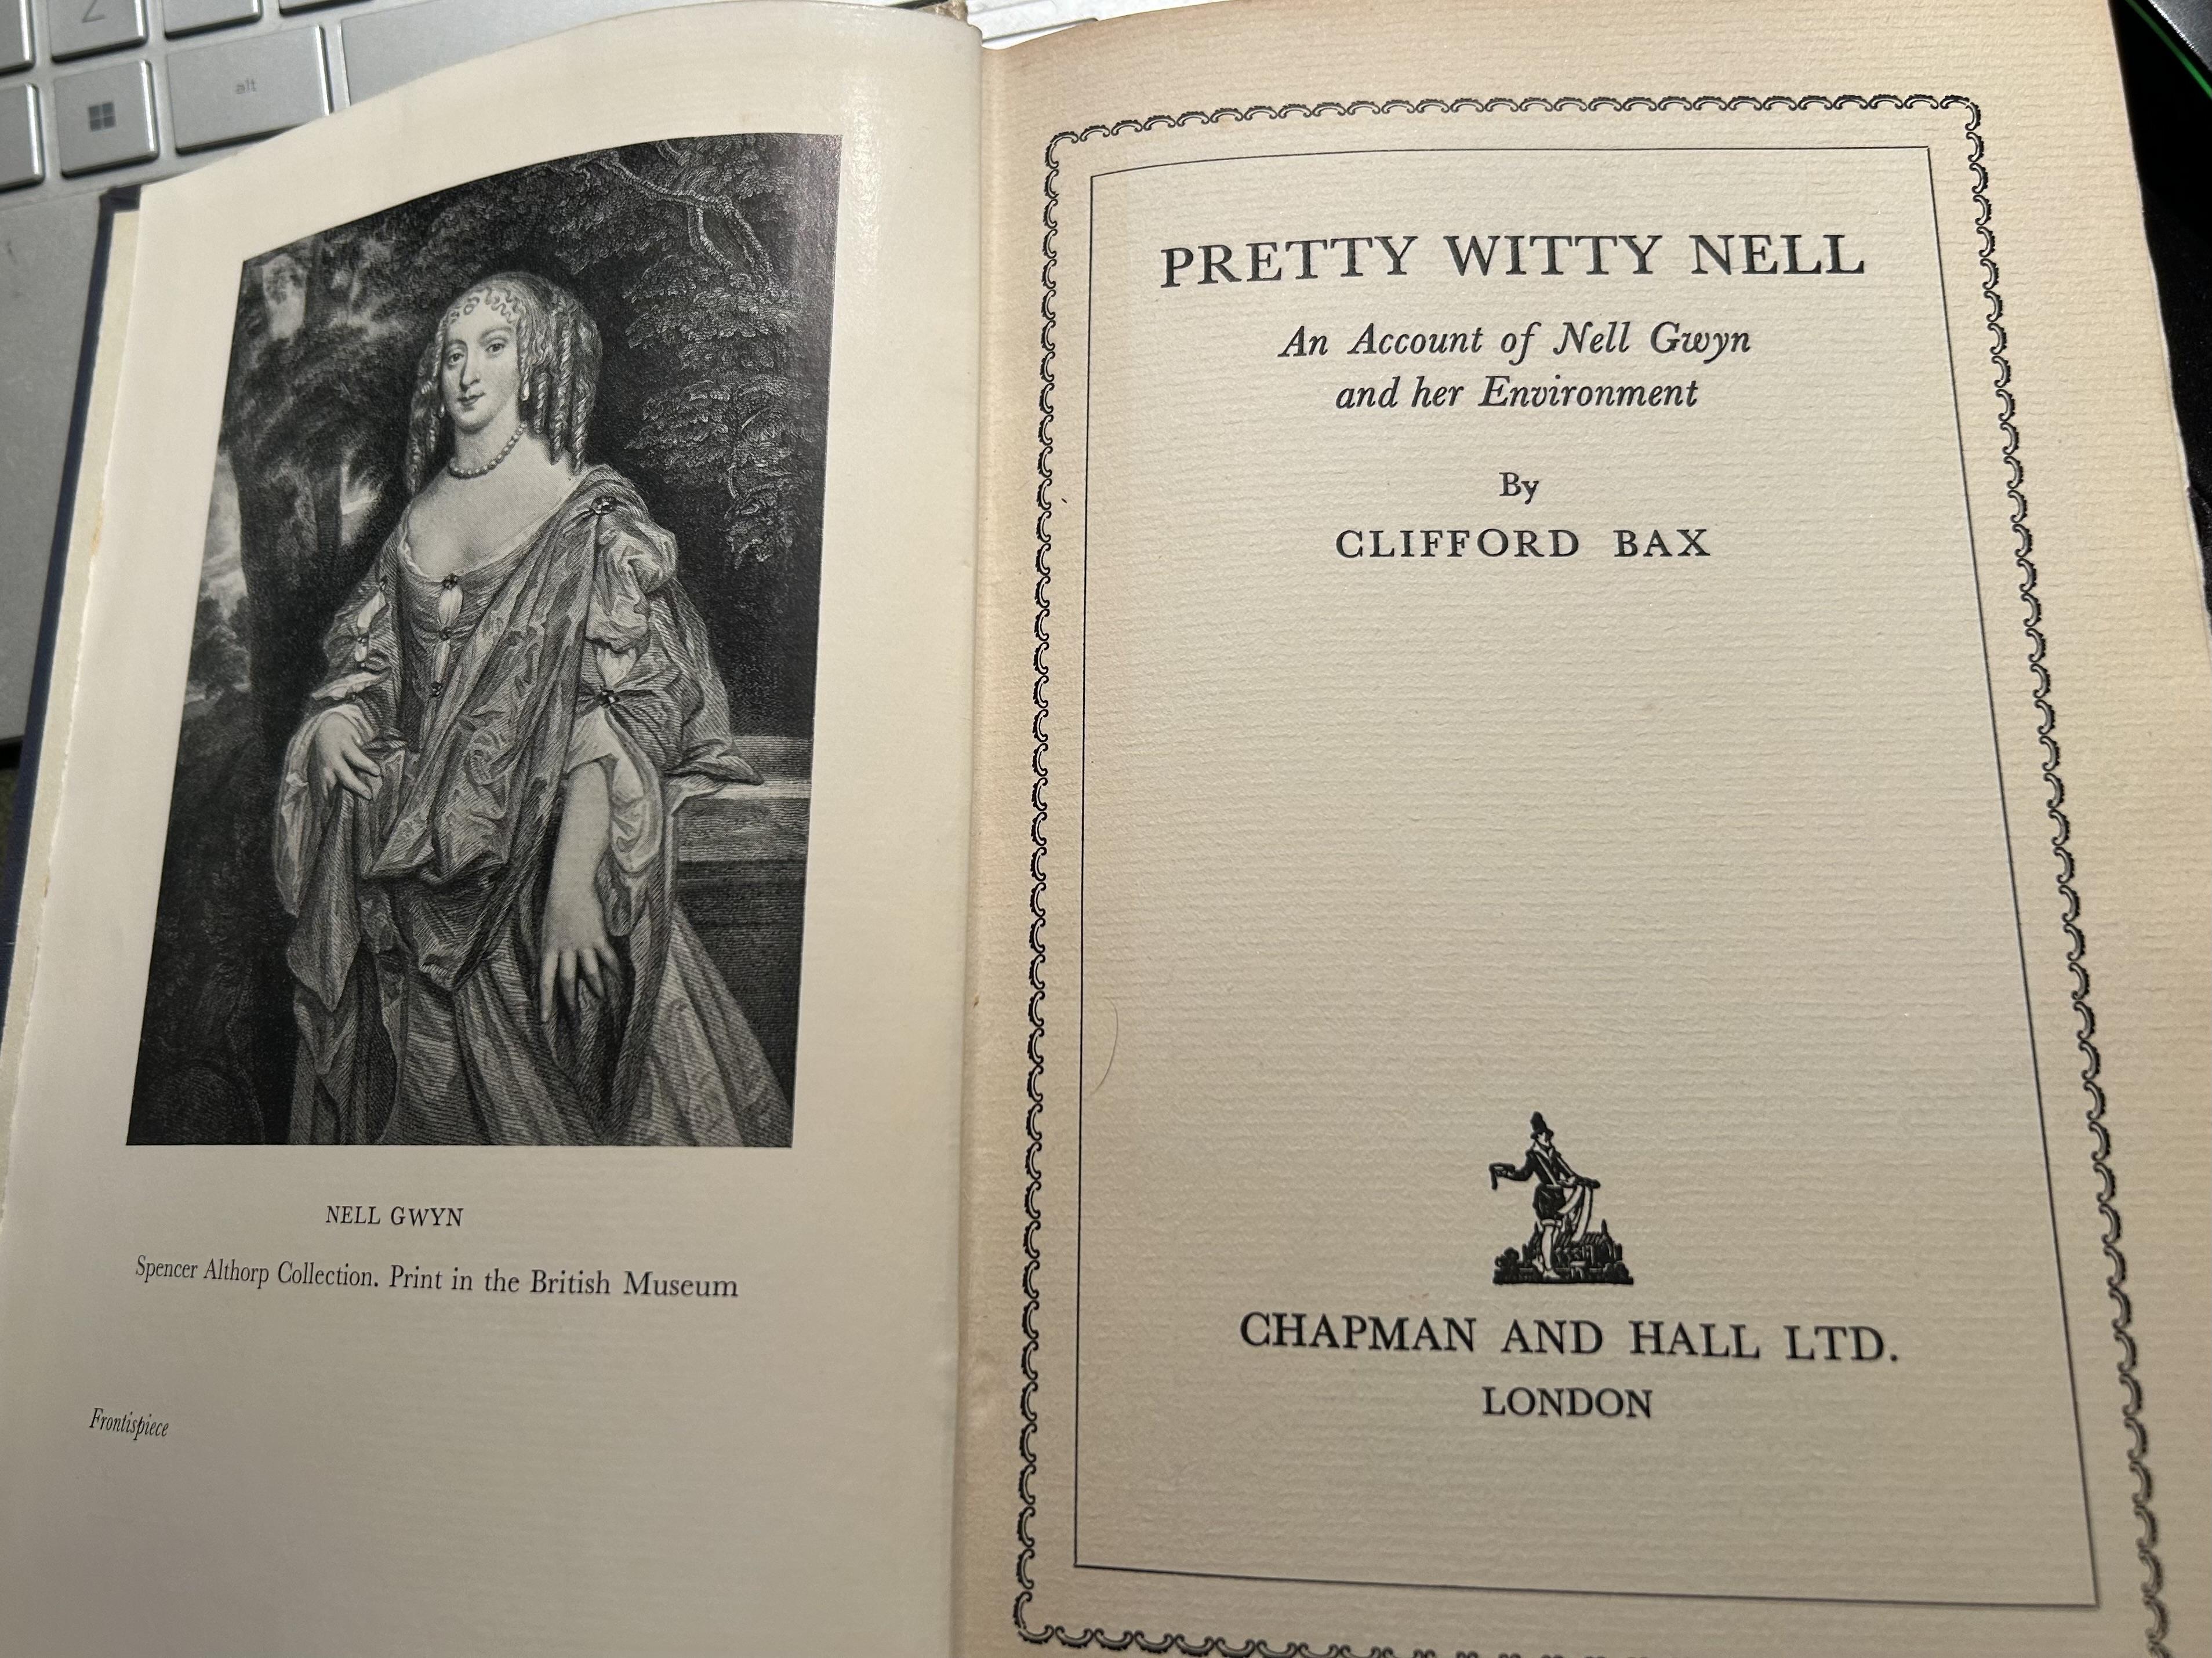 alt
NELL GWYN
Spencer Althorp Collection. Print in the British Museum
Frontispiece
PRETTY WITTY NELL
An Account of Nell Gwyn
and her Environment
By
CLIFFORD BAX
CHAPMAN AND HALL LTD.
LONDON